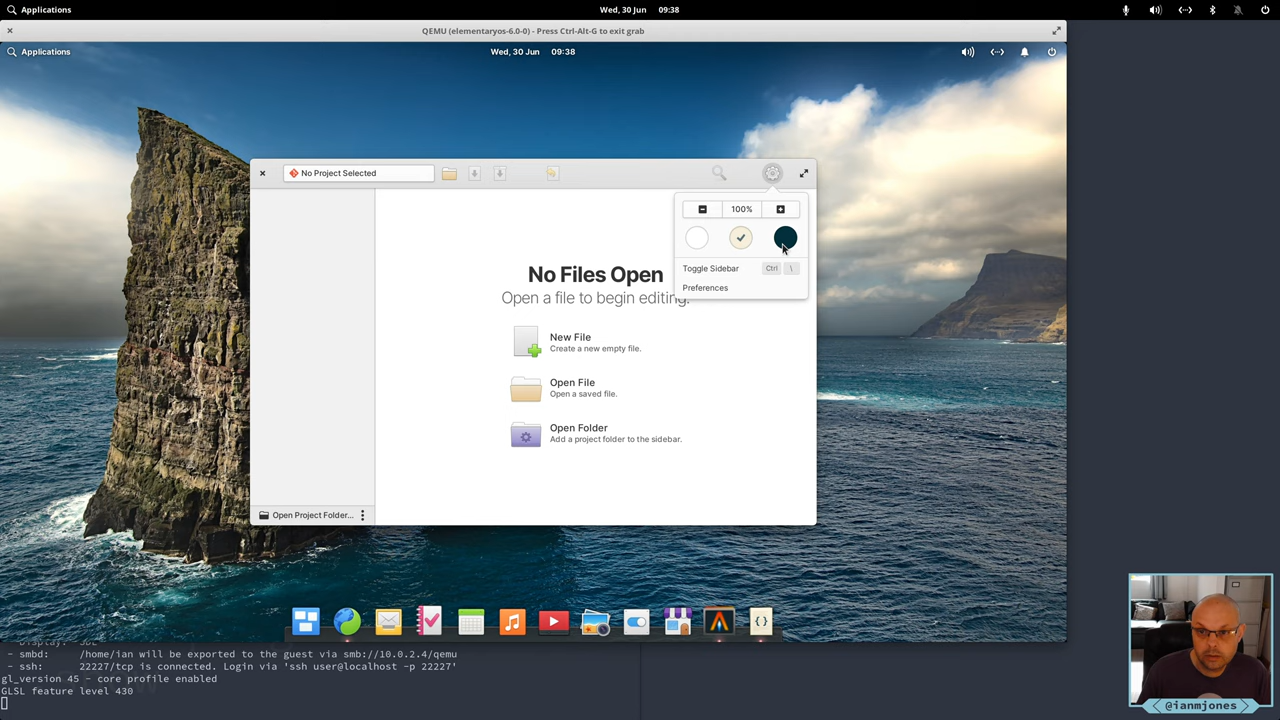 Applications
Wed, 30 Jun 09:38
QEMU (elementaryos-6.0-0) - Press Ctrl-Alt-G to exit grab
Applications
Wed, 30 Jun 09:38
No Project Selected
100%
Toggle Sidebar Ctrl \
Preferences
No Files Open
Open a file to begin editing.
New File
Create a new empty file.
Open File
Open a saved file.
Open Folder
Add a project folder to the sidebar.
Open Project Folder...
- smbd: /home/ian will be exported to the guest via smb://10.0.2.4/qemu
- ssh: 22227/tcp is connected. Login via 'ssh user@localhost -p 22227'
gl_version 45 - core profile enabled
GLSL feature level 430
@ianmjones